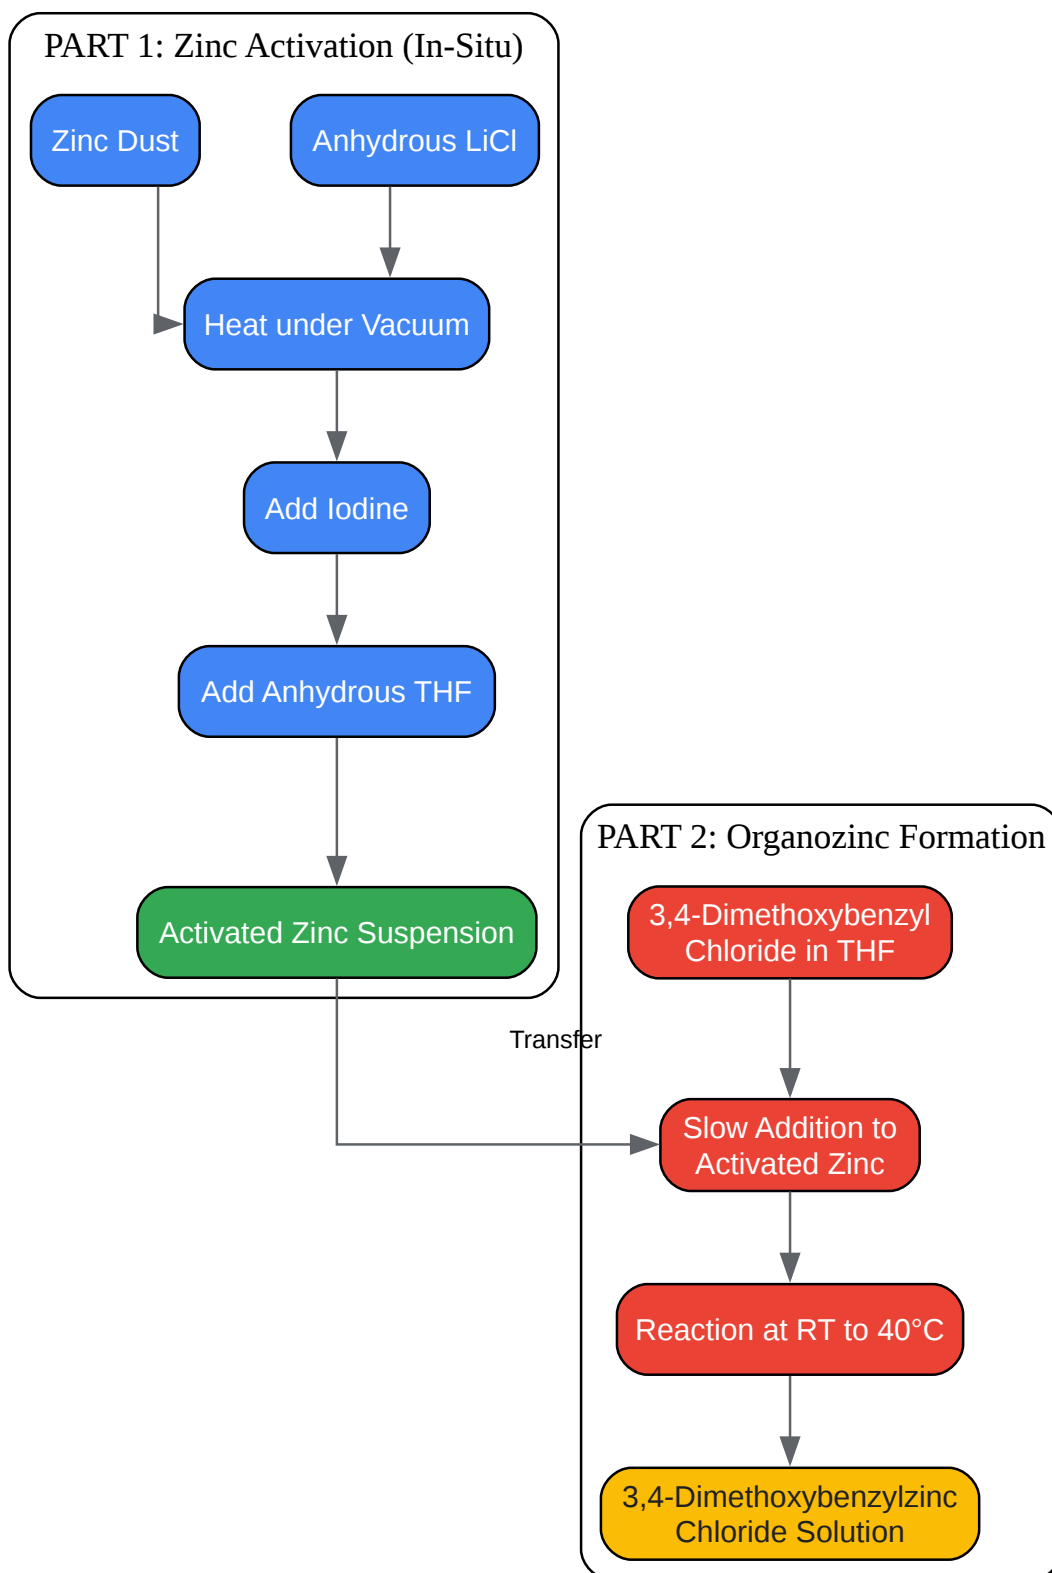 PART 1: Zinc Activation (In-Situ)
Zinc Dust
Anhydrous LiCl
Heat under Vacuum
Add Iodine
Add Anhydrous THF
Activated Zinc Suspension
Transfer
PART 2: Organozinc Formation
3,4-Dimethoxybenzyl
Chloride in THF
Slow Addition to
Activated Zinc
Reaction at RT to 40°C
3,4-Dimethoxybenzylzinc
Chloride Solution